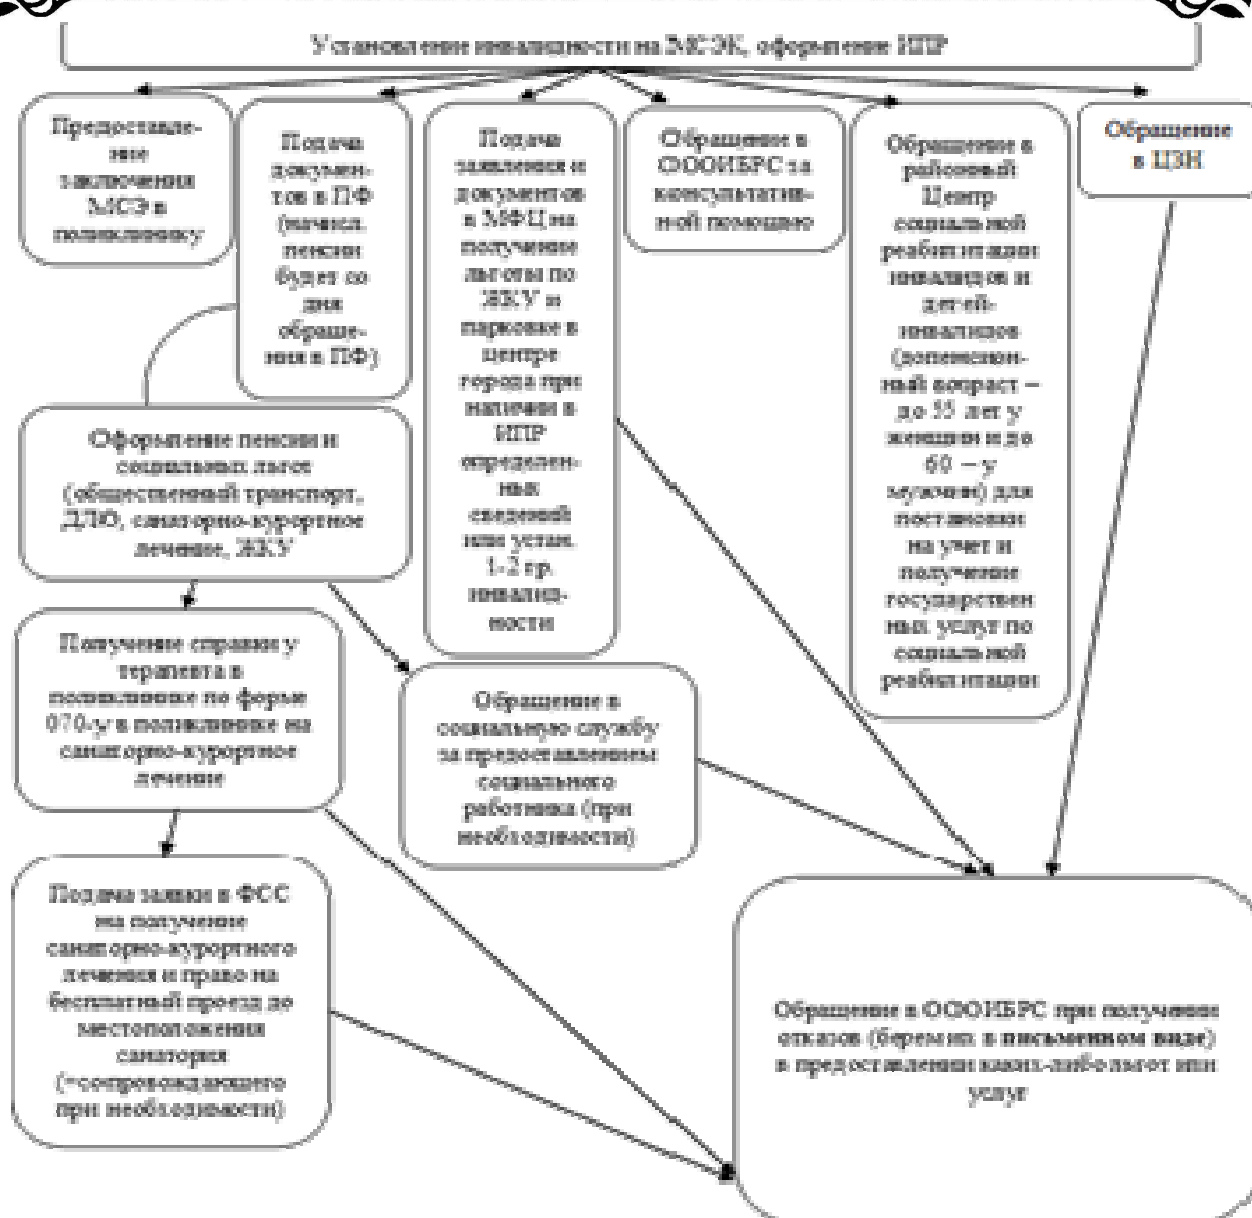 Установление инвалидности на МСЭК, оформление ИПР
Предоставле-
ние
заключения
МСЭ в
поликлинику
Подача
докумен-
тов в ПФ
(начисл.
пенсии
будет со
дня
обраще-
ния в ПФ)
Подача
заявления и
документов
в МФЦ на
получение
льготы по
ЖКУ и
парковке в
центре
города при
наличии в
ИПР
определен-
ных
сведений
или устан.
1-2 гр.
инвалид-
ности
Обращение в
ОООИБРС за
консультатив-
ной помощью
Обращение в
районный
Центр
социальной
реабилитации
инвалидов и
детей-
инвалидов
(допенсион-
ный возраст –
до 55 лет у
женщин и до
60 – у
мужчин) для
постановки
на учет и
получение
государствен
ных услуг по
социальной
реабилитации
Обращение
в ЦЗН
Оформление пенсии и
социальных льгот
(общественный транспорт,
ДЛО, санаторно-курортное
лечение, ЖКУ
Получение справки у
терапевта в
поликлинике по форме
070-у в поликлинике на
санаторно-курортное
лечение
Обращение в
социальную службу
за предоставлением
социального
работника (при
необходимости)
Подача заявки в ФСС
на получение
санаторно-курортного
лечения и право на
бесплатный проезд до
местоположения
санатория
(+сопровождающего
при необходимости)
Обращение в ОООИБРС при получении
отказов (берем их в письменном виде)
в предоставлении каких-либо льгот или
услуг